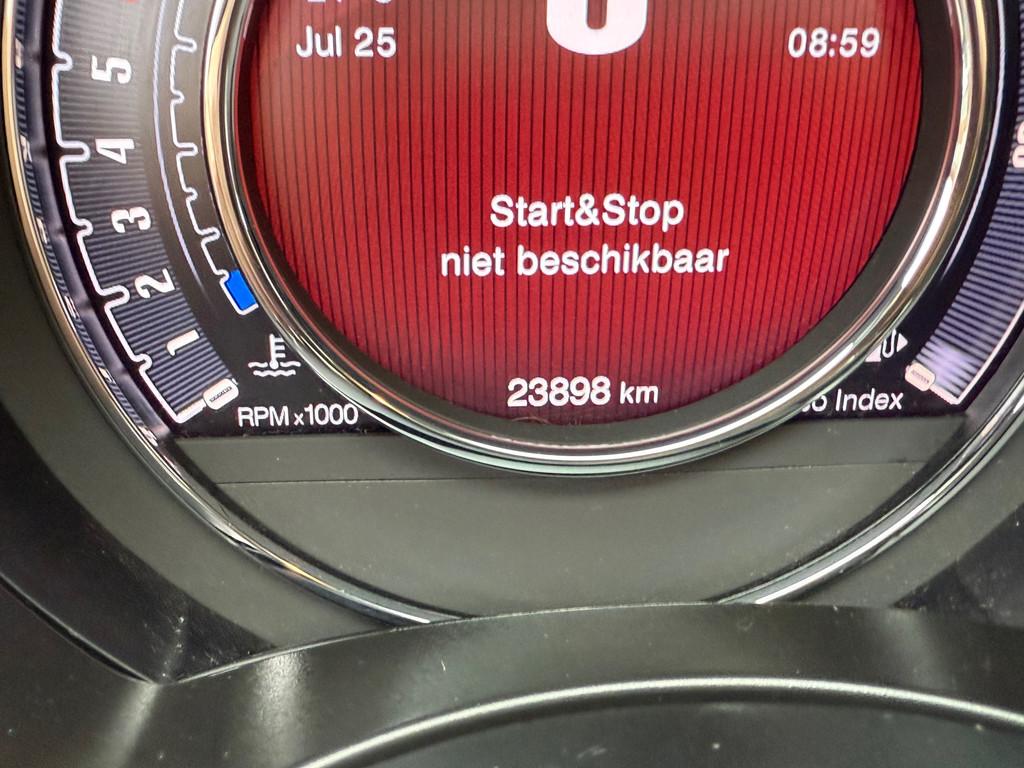 Jul 25
08:59
5
4
3
2
1
Start&Stop
niet beschikbaar
23898 km
RPM x1000
Index